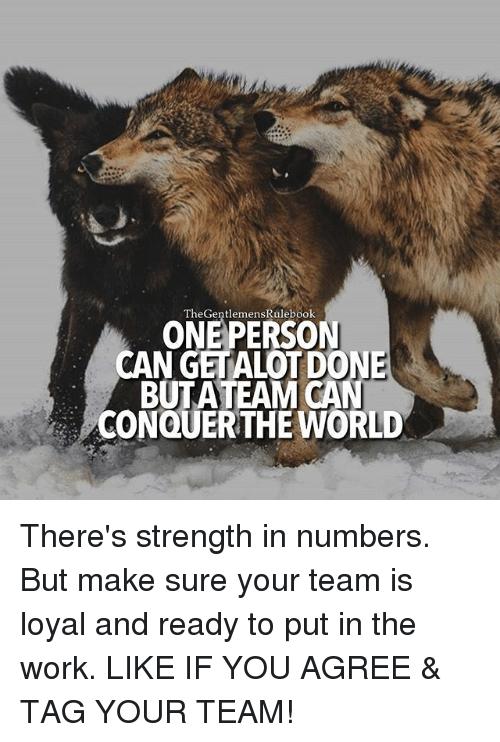 TheGentlemensRulebook
ONE PERSON
CAN GET ALOT DONE
BUT A TEAM CAN
CONQUER THE WORLD
There's strength in numbers.
But make sure your team is
loyal and ready to put in the
work. LIKE IF YOU AGREE &
TAG YOUR TEAM!